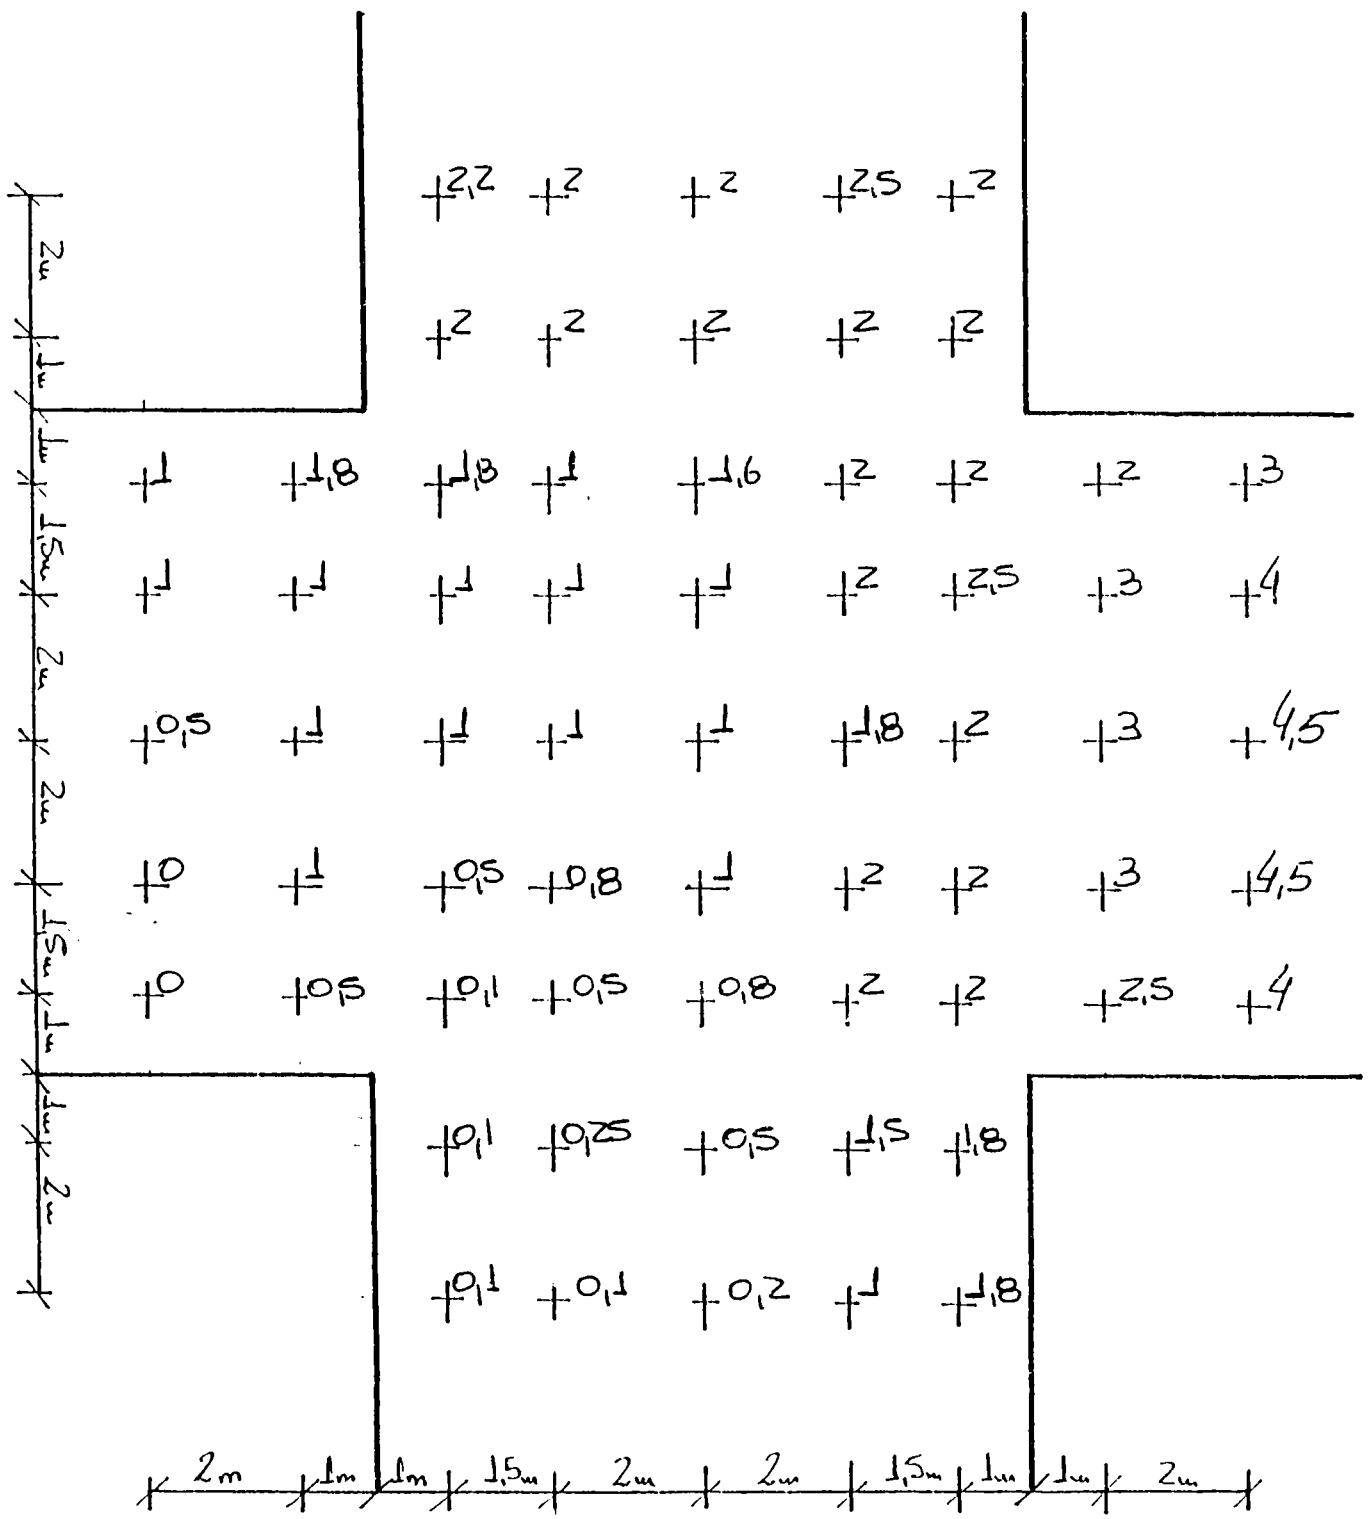 2,2 2 2 2,5 2
2m
2 2 2 2 2
1m
1m
1 1,8 1,8 1 1,6 2 2 2 3
1,5m
1 1 1 1 1 2 2,5 3 4
2m
0,5 1 1 1 1 1,8 2 3 4,5
2m
0 1 0,5 0,8 1 2 2 3 4,5
1,5m
0 0,5 0,1 0,5 0,8 2 2 2,5 4
1m
1m
0,1 0,25 0,5 1,5 1,8
2m
0,1 0,1 0,2 1 1,8
2m 1m 1m 1,5m 2m 2m 1,5m 1m 1m 2m